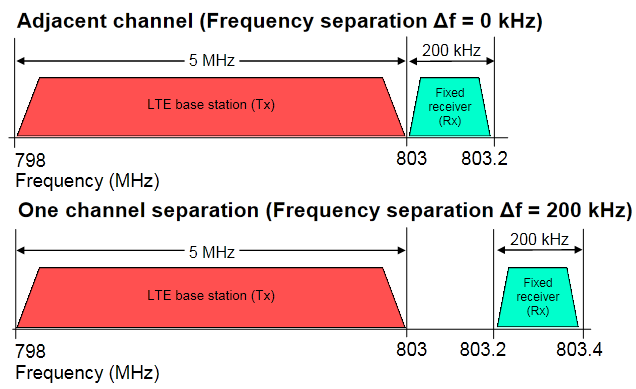 Adjacent channel (Frequency separation Δf = 0 kHz)
5 MHz
200 kHz
LTE base station (Tx)
Fixed
receiver
(Rx)
798
803
803.2
Frequency (MHz)
One channel separation (Frequency separation Δf = 200 kHz)
5 MHz
200 kHz
LTE base station (Tx)
Fixed
receiver
(Rx)
798
803
803.2
803.4
Frequency (MHz)